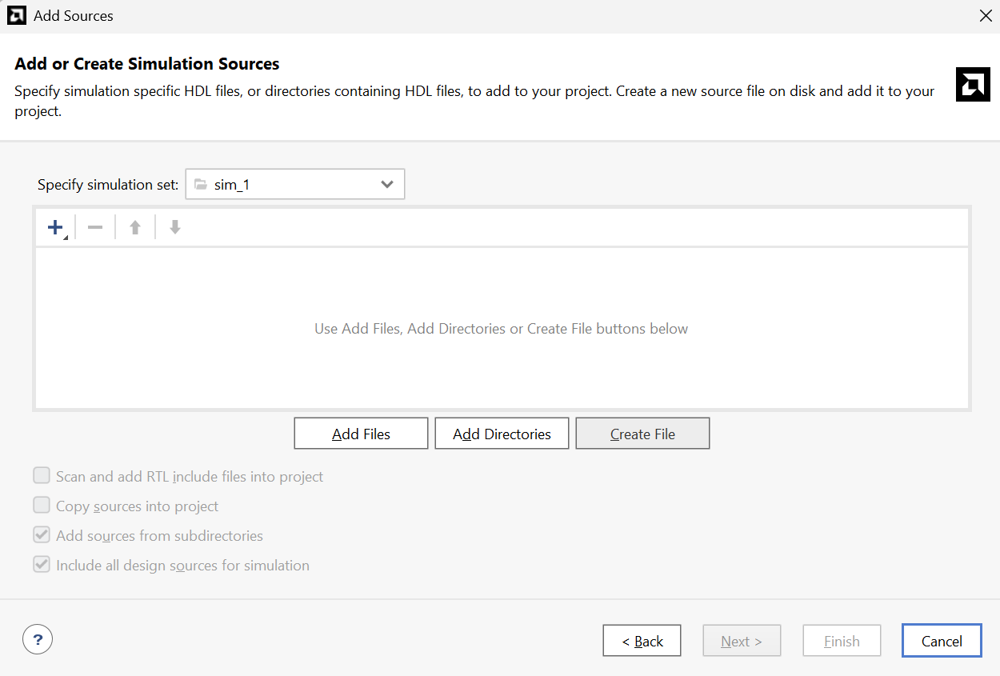 Add Sources
Add or Create Simulation Sources
Specify simulation specific HDL files, or directories containing HDL files, to add to your project. Create a new source file on disk and add it to your
project.
Specify simulation set: sim_1
Use Add Files, Add Directories or Create File buttons below
Add Files Add Directories Create File
Scan and add RTL include files into project
Copy sources into project
Add sources from subdirectories
Include all design sources for simulation
? < Back Next > Finish Cancel